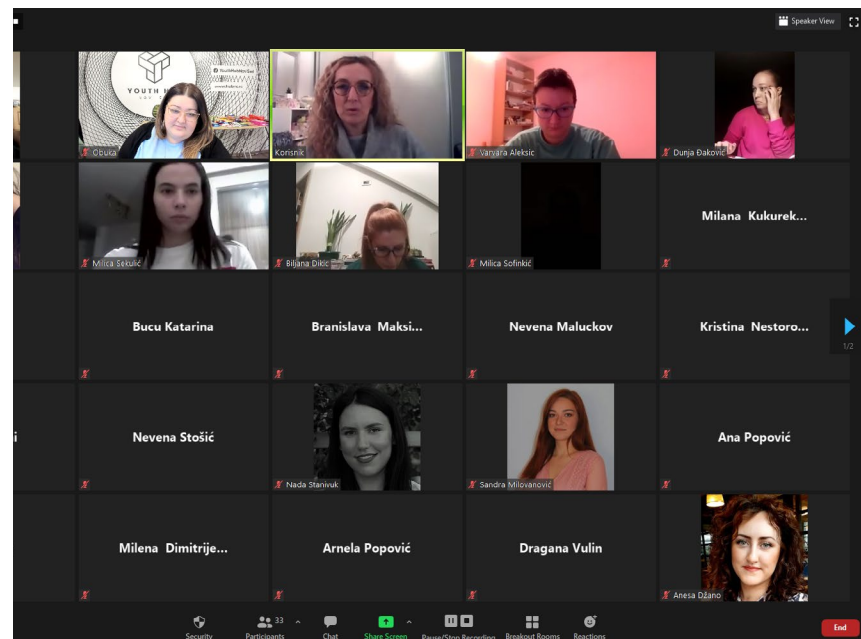 Speaker View
YOUTH H
Obuka
Korisnik
Varvara Aleksic
Dunja Đaković
Milica Sekulić
Biljana Dikic
Milica Sofinkić
Milana Kukurek...
Bucu Katarina
Branislava Maksi...
Nevena Maluckov
Kristina Nestoro...
1/2
i
Nevena Stošić
Nada Stanivuk
Sandra Milovanović
Ana Popović
Milena Dimitrije...
Arnela Popović
Dragana Vulin
Anesa Džano
33
Security
Participants
Chat
Share Screen
Pause/Stop Recording
Breakout Rooms
Reactions
End